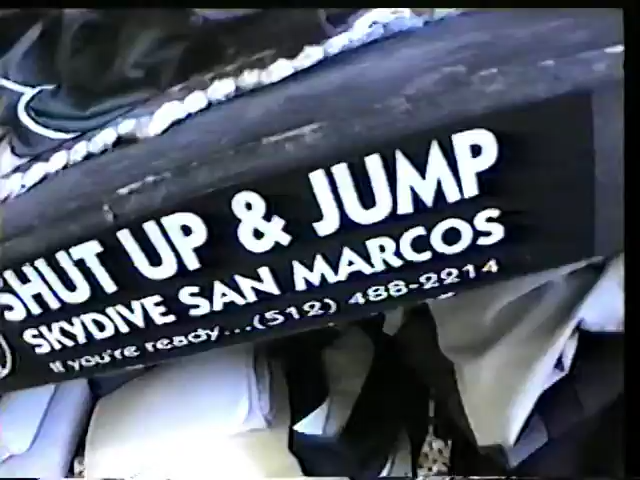 SHUT UP & JUMP
SKYDIVE SAN MARCOS
If you're ready...(512) 488-2214